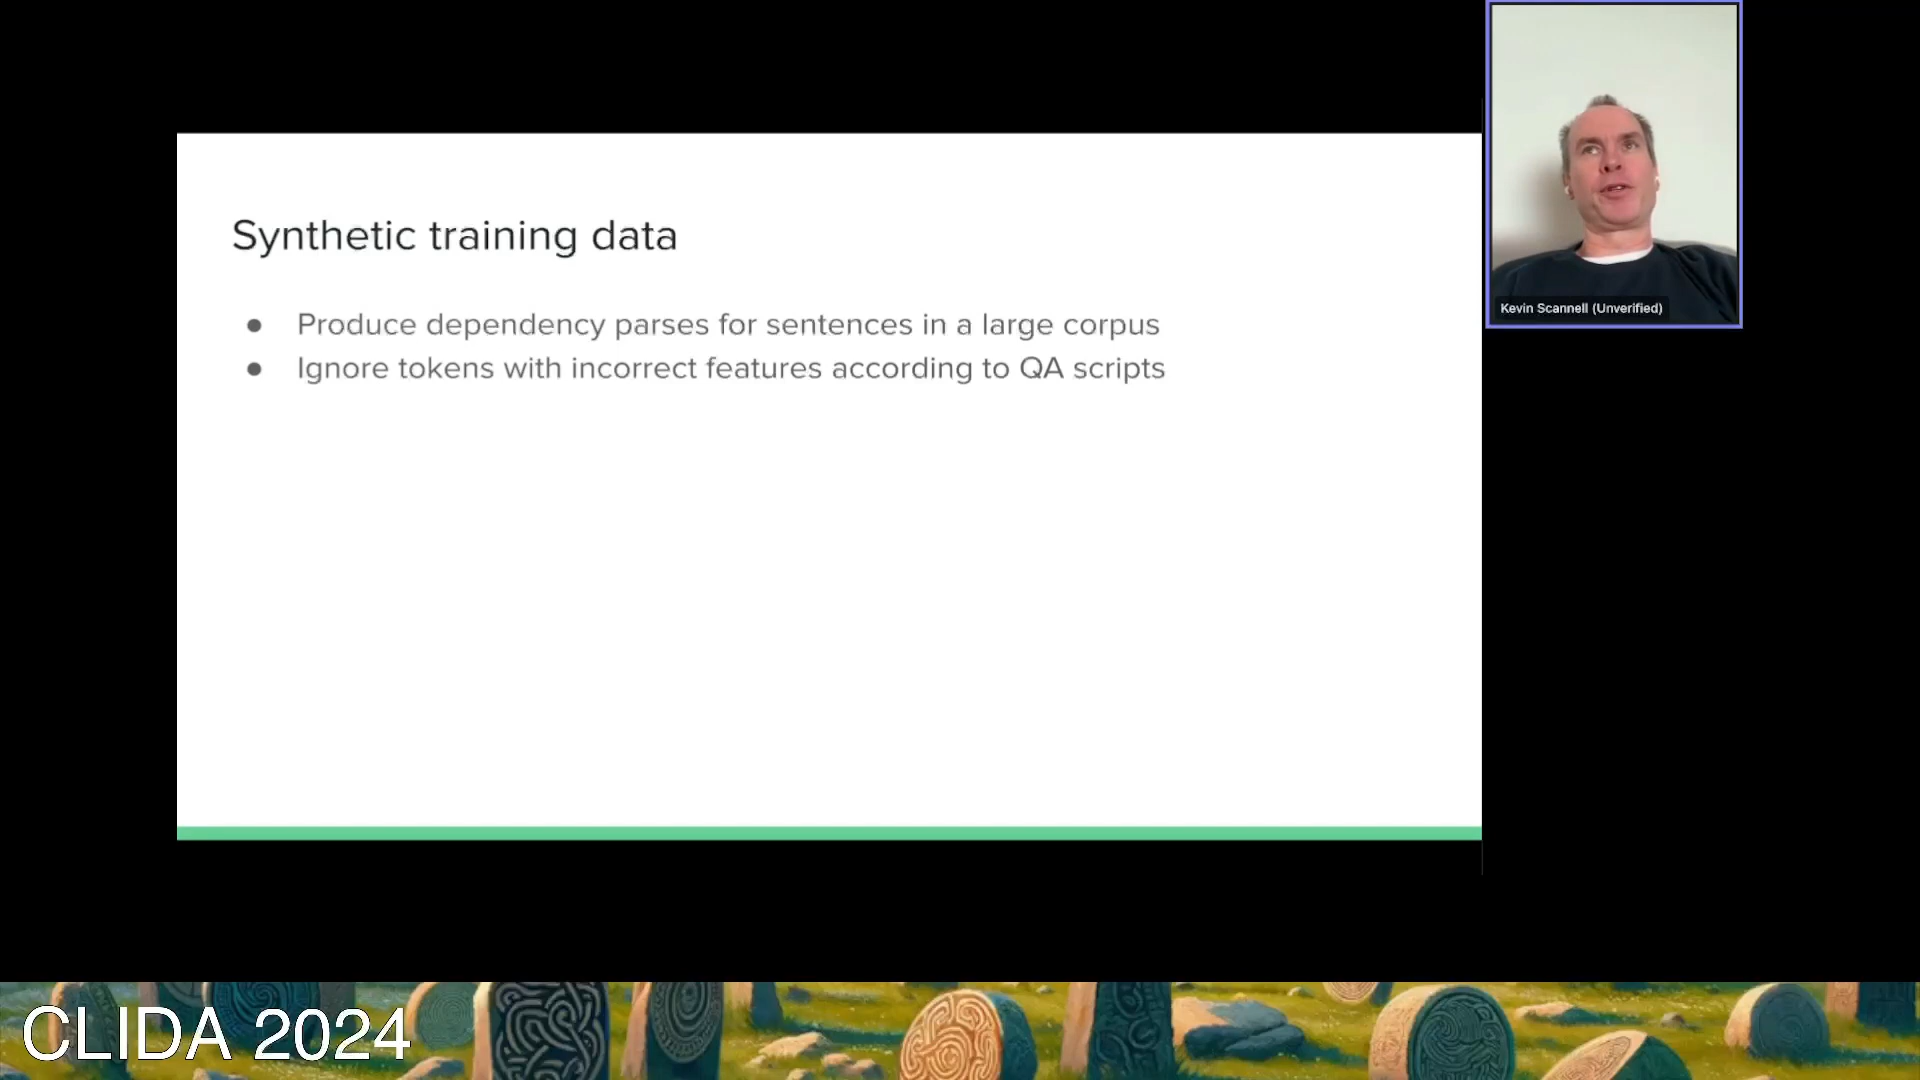 Synthetic training data
● Produce dependency parses for sentences in a large corpus
● Ignore tokens with incorrect features according to QA scripts
Kevin Scannell (Unverified)
CLIDA 2024